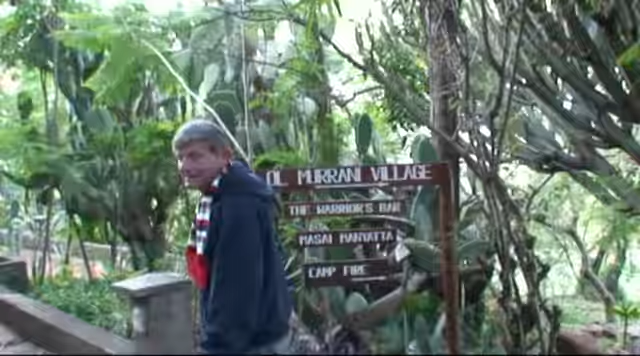 OL MURRANI VILLAGE
THE WARRIOR'S BAR
MASAI MANYATTA
CAMP FIRE